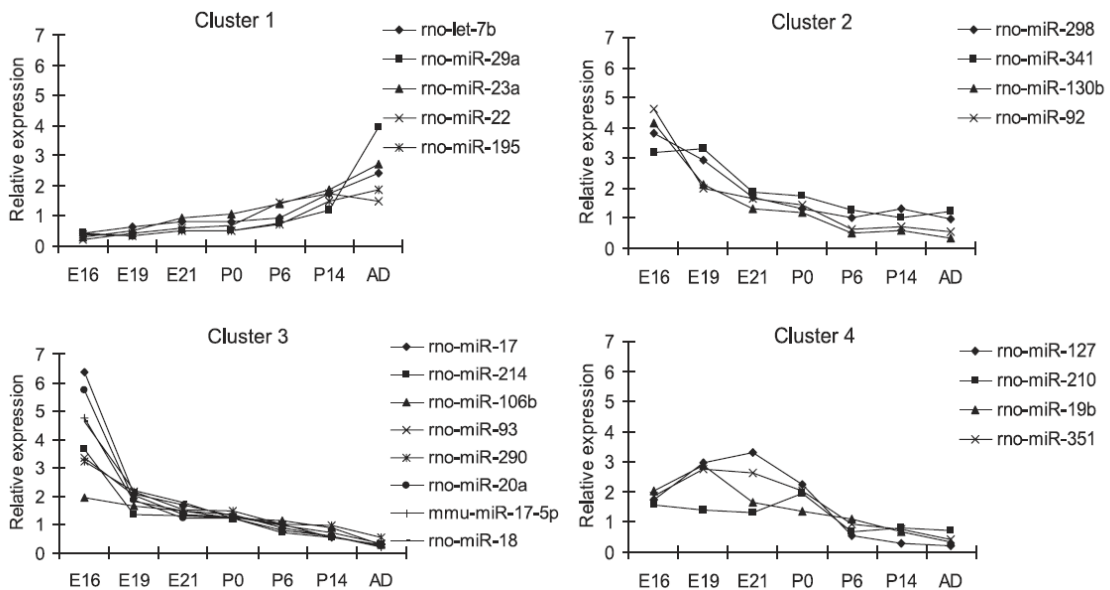 Cluster 1
Relative expression
7
6
5
4
3
2
1
0
E16 E19 E21 P0 P6 P14 AD
rno-let-7b
rno-miR-29a
rno-miR-23a
rno-miR-22
rno-miR-195
Cluster 2
Relative expression
7
6
5
4
3
2
1
0
E16 E19 E21 P0 P6 P14 AD
rno-miR-298
rno-miR-341
rno-miR-130b
rno-miR-92
Cluster 3
Relative expression
7
6
5
4
3
2
1
0
E16 E19 E21 P0 P6 P14 AD
rno-miR-17
rno-miR-214
rno-miR-106b
rno-miR-93
rno-miR-290
rno-miR-20a
mmu-miR-17-5p
rno-miR-18
Cluster 4
Relative expression
7
6
5
4
3
2
1
0
E16 E19 E21 P0 P6 P14 AD
rno-miR-127
rno-miR-210
rno-miR-19b
rno-miR-351